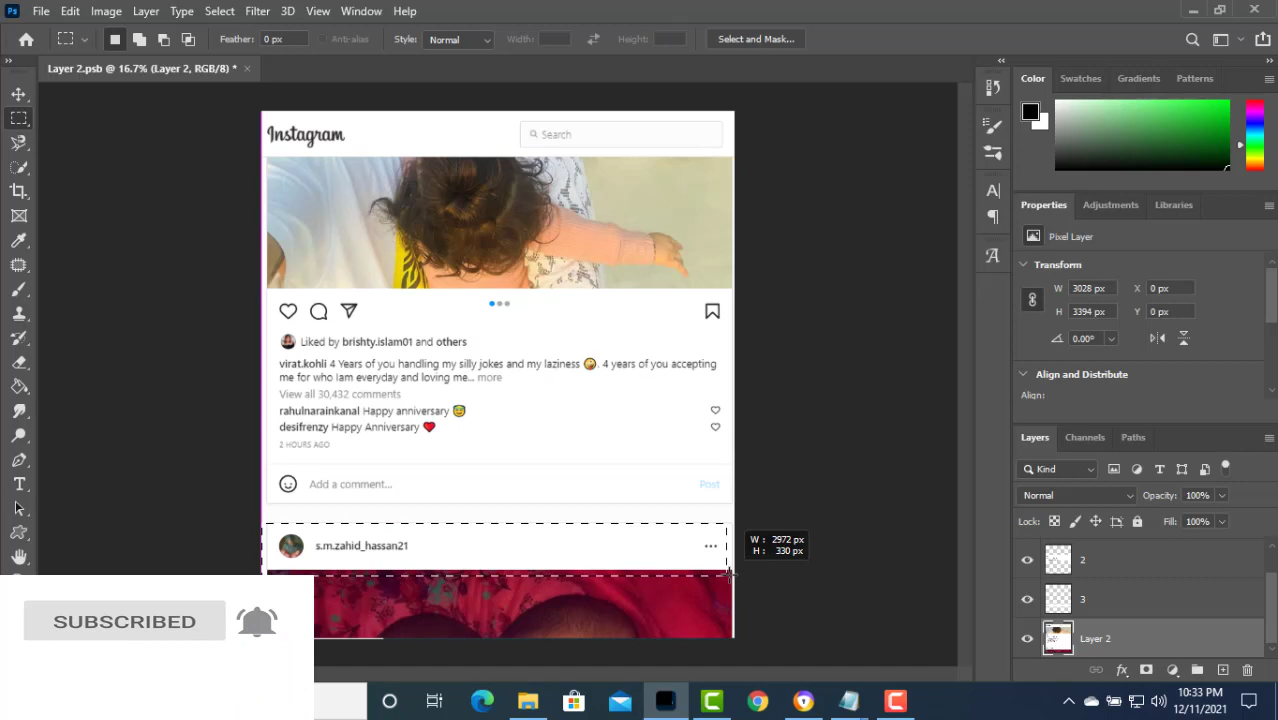 Ps File Edit Image Layer Type Select Filter 3D View Window Help
Feather: 0 px Anti-alias Style: Normal Width: Height: Select and Mask...
Layer 2.psb @ 16.7% (Layer 2, RGB/8) * ×
Color Swatches Gradients Patterns
Instagram
Search
Properties Adjustments Libraries
Pixel Layer
Transform
W 3028 px X 0 px
H 3394 px Y 0 px
0.00°
Align and Distribute
Align:
Liked by brishty.islam01 and others
virat.kohli 4 Years of you handling my silly jokes and my laziness 🤪. 4 years of you accepting
me for who Iam everyday and loving me... more
View all 30,432 comments
rahulnarainkanal Happy anniversary 😇
desifrenzy Happy Anniversary ❤
2 HOURS AGO
Add a comment... Post
s.m.zahid_hassan21
W : 2972 px
H : 330 px
Layers Channels Paths
Kind
Normal Opacity: 100%
Lock: Fill: 100%
2
3
Layer 2
fx
SUBSCRIBED
10:33 PM
12/11/2021